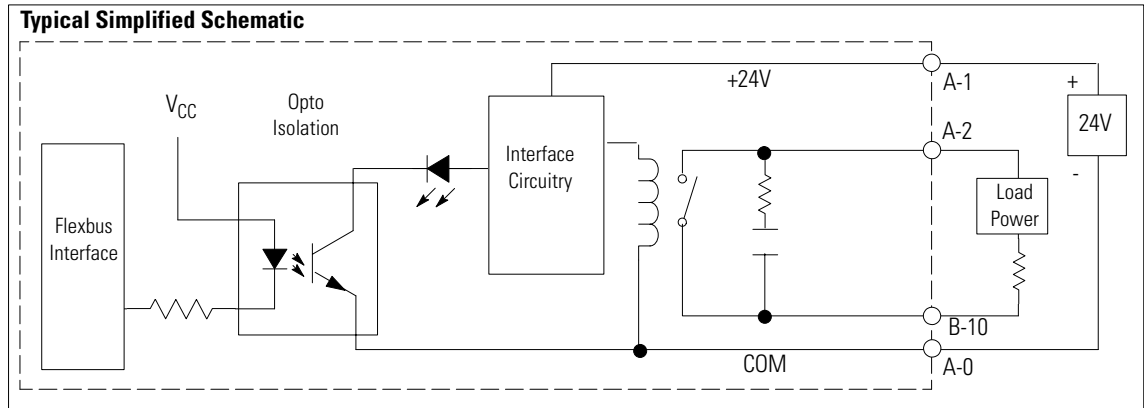 Typical Simplified Schematic
+24V
A-1
+
VCC
Opto
Isolation
A-2
24V
Interface
Circuitry
-
Load
Power
Flexbus
Interface
B-10
COM
A-0